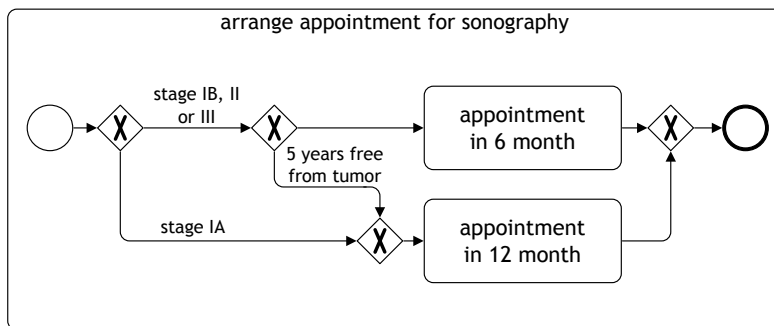 arrange appointment for sonography
stage IB, II
or III
appointment
in 6 month
5 years free
from tumor
stage IA
appointment
in 12 month